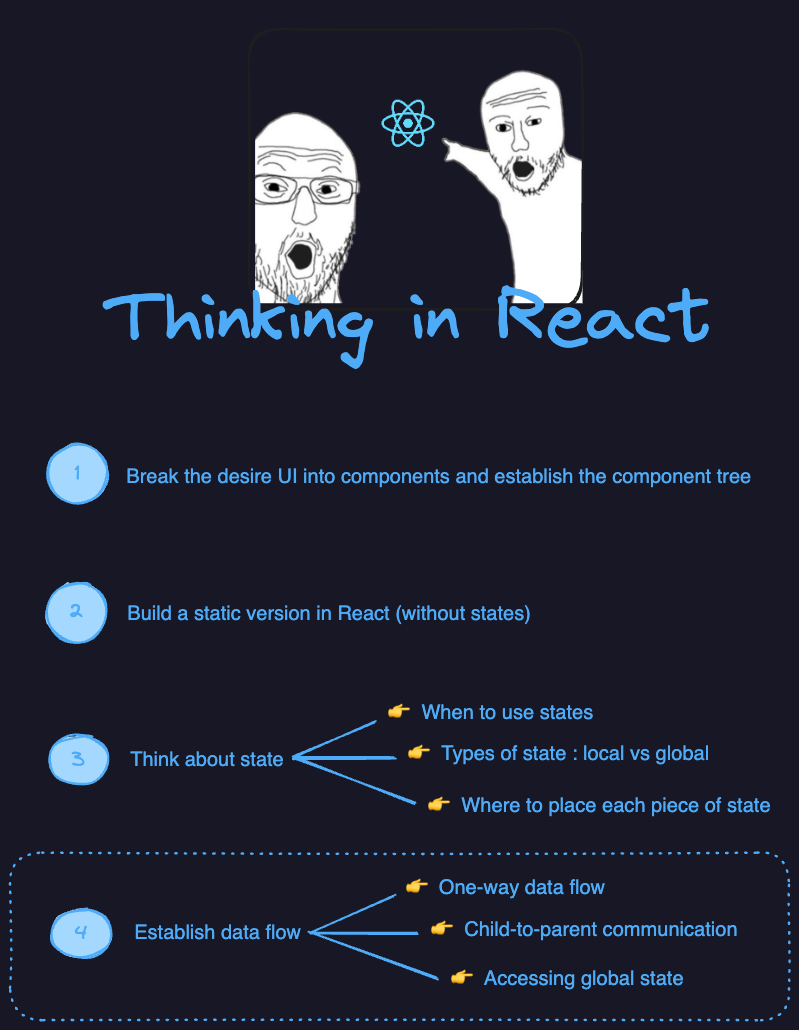 Thinking in React
1
Break the desire UI into components and establish the component tree
2
Build a static version in React (without states)
3
Think about state
👉 When to use states
👉 Types of state : local vs global
👉 Where to place each piece of state
4
Establish data flow
👉 One-way data flow
👉 Child-to-parent communication
👉 Accessing global state